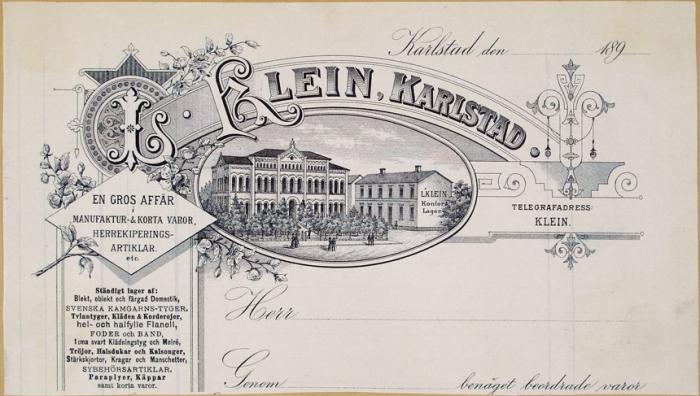 Karlstad den 189
L. KLEIN, KARLSTAD.
L. KLEIN
Kontor
Lager
EN GROS AFFÄR
i
MANUFAKTUR- & KORTA VAROR,
HERREKIPERINGS-
ARTIKLAR.
etc.
TELEGRAFADRESS:
KLEIN.
Ständigt lager af:
Blekt, oblekt och färgad Domestik,
SVENSKA KAMGARNS-TYGER,
Tvinntyger, Kläden & Korderojer,
hel- och halfylle Flanell,
FODER och BAND,
1:ma svart Klädningstyg och Moiré,
Tröjor, Halsdukar och Kalsonger,
Stärkskjortor, Kragar och Manschetter,
SYBEHÖRSARTIKLAR.
Paraplyer, Käppar
samt korta varor.
Herr
Genom benäget beordrade varor